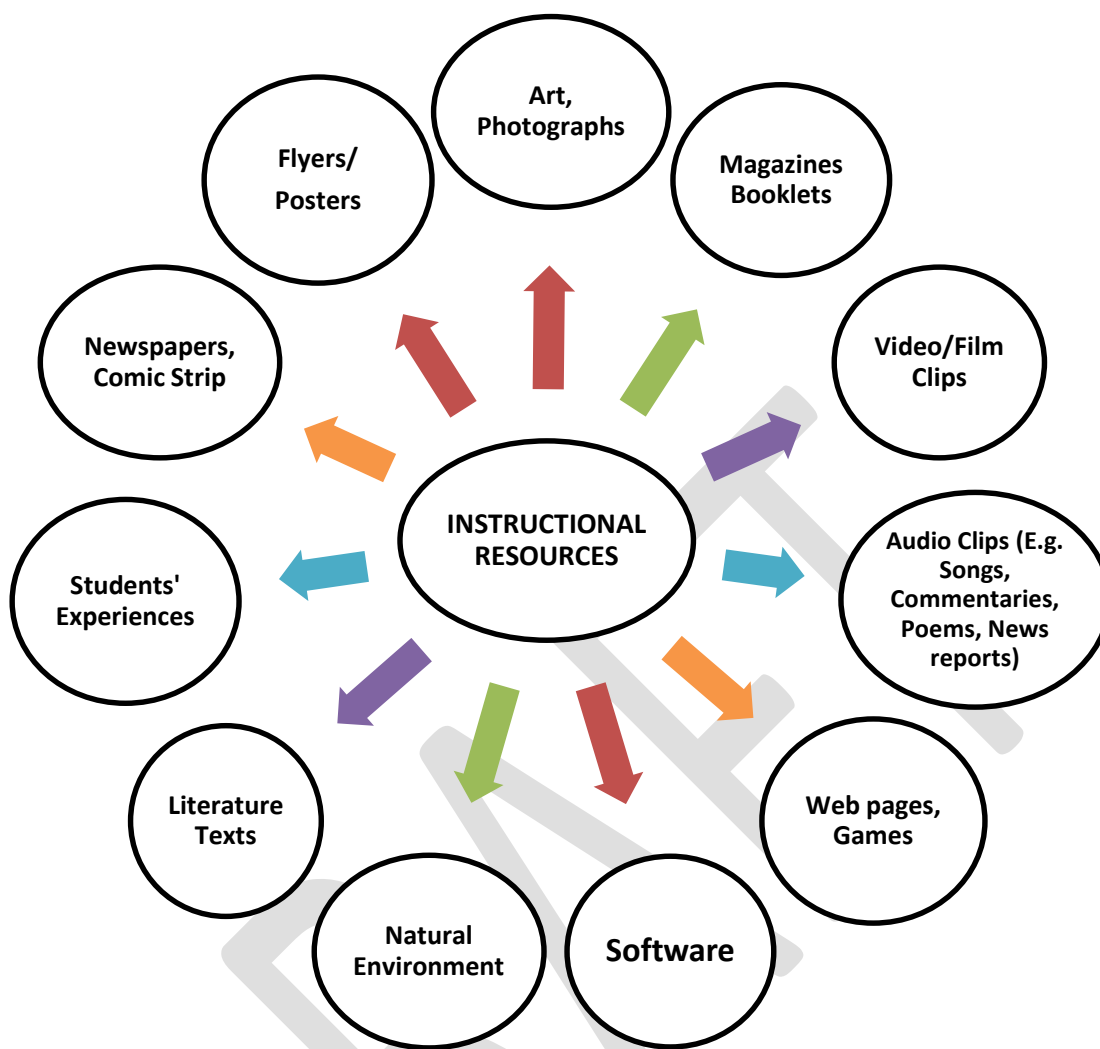 Art,
Photographs
Magazines
Booklets
Video/Film
Clips
Audio Clips (E.g.
Songs,
Commentaries,
Poems, News
reports)
Web pages,
Games
Software
Natural
Environment
Literature
Texts
Students'
Experiences
Newspapers,
Comic Strip
Flyers/
Posters
INSTRUCTIONAL
RESOURCES